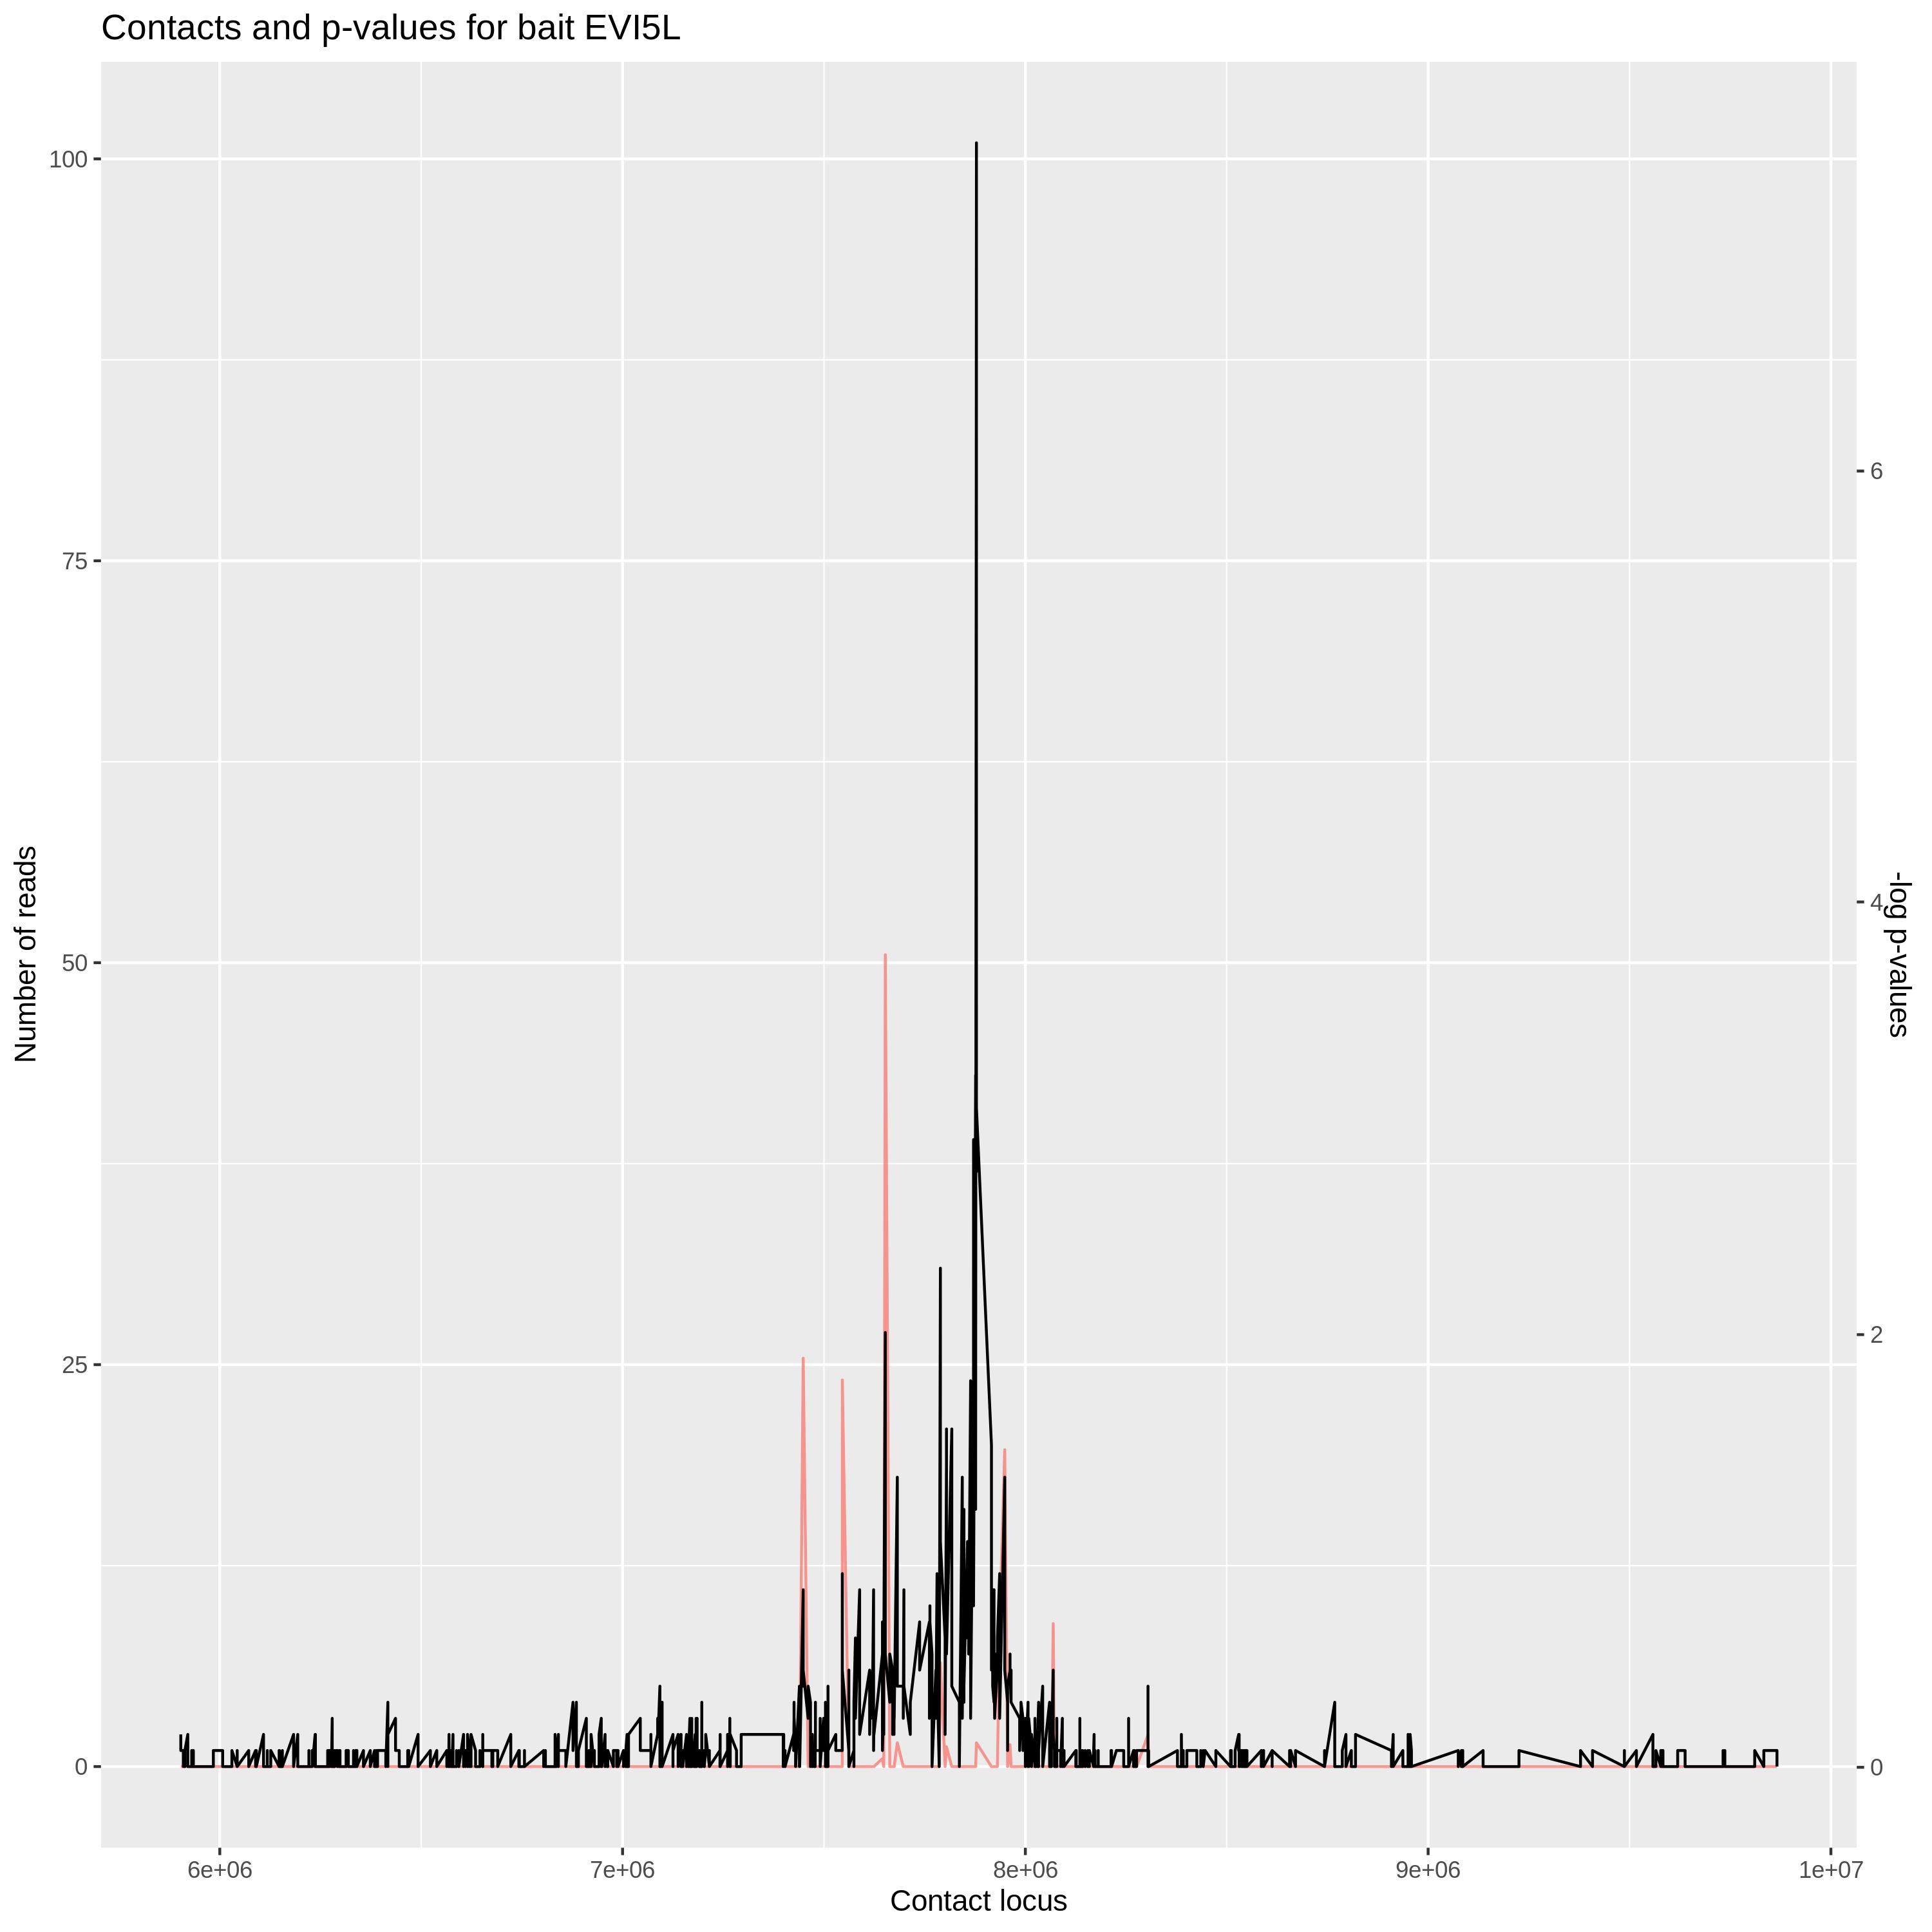 Contacts and p-values for bait EVI5L
100
75
50
25
0
Number of reads
6
4
2
0
-log p-values
6e+06
7e+06
8e+06
9e+06
1e+07
Contact locus